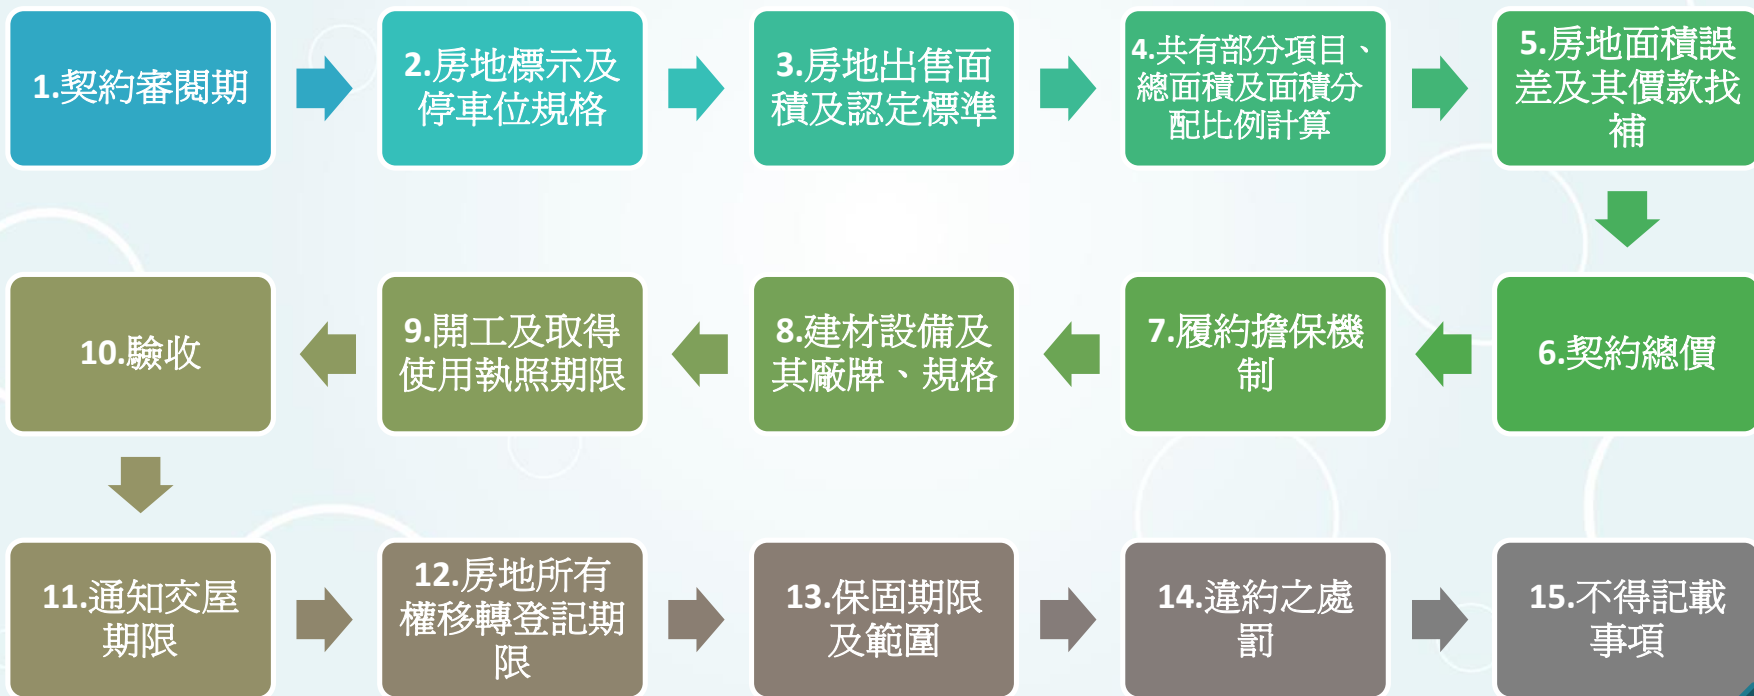 1.契約審閱期
2.房地標示及
停車位規格
3.房地出售面
積及認定標準
4.共有部分項目、
總面積及面積分
配比例計算
5.房地面積誤
差及其價款找
補
6.契約總價
7.履約擔保機
制
8.建材設備及
其廠牌、規格
9.開工及取得
使用執照期限
10.驗收
11.通知交屋
期限
12.房地所有
權移轉登記期
限
13.保固期限
及範圍
14.違約之處
罰
15.不得記載
事項